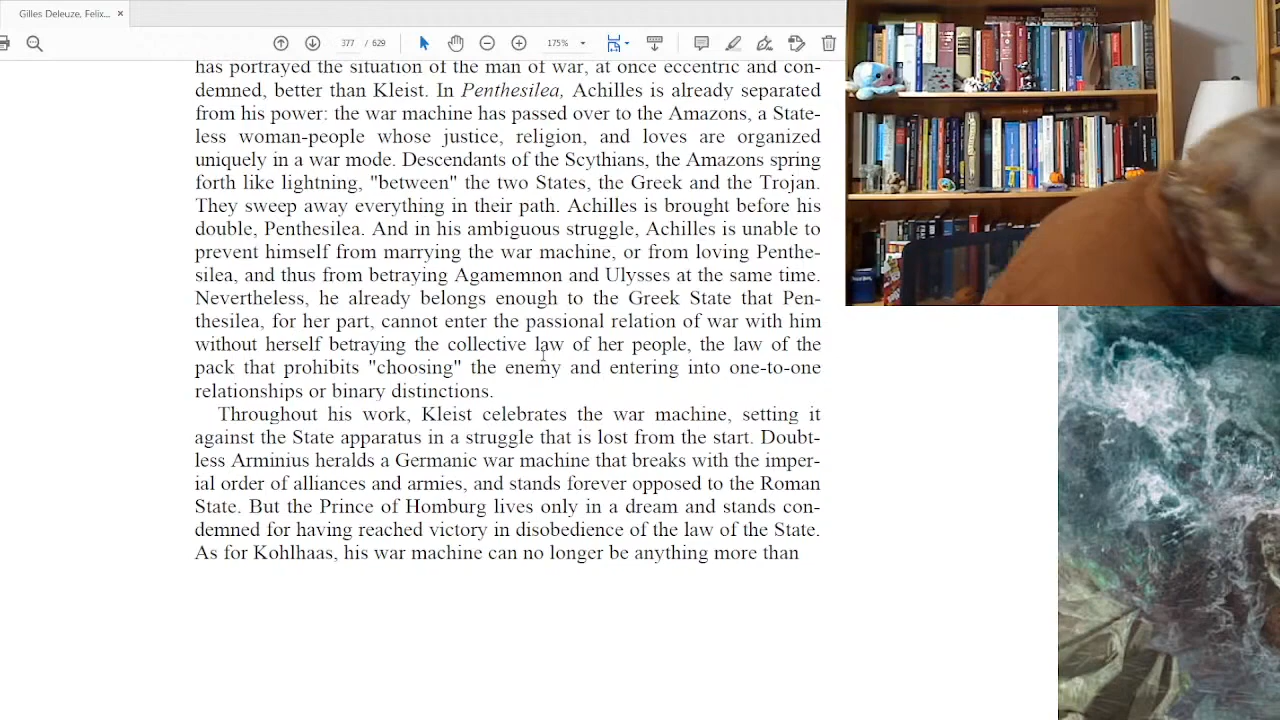 Gilles Deleuze, Felix...
377 / 629
175%
has portrayed the situation of the man of war, at once eccentric and con-
demned, better than Kleist. In Penthesilea, Achilles is already separated
from his power: the war machine has passed over to the Amazons, a State-
less woman-people whose justice, religion, and loves are organized
uniquely in a war mode. Descendants of the Scythians, the Amazons spring
forth like lightning, "between" the two States, the Greek and the Trojan.
They sweep away everything in their path. Achilles is brought before his
double, Penthesilea. And in his ambiguous struggle, Achilles is unable to
prevent himself from marrying the war machine, or from loving Penthe-
silea, and thus from betraying Agamemnon and Ulysses at the same time.
Nevertheless, he already belongs enough to the Greek State that Pen-
thesilea, for her part, cannot enter the passional relation of war with him
without herself betraying the collective law of her people, the law of the
pack that prohibits "choosing" the enemy and entering into one-to-one
relationships or binary distinctions.
Throughout his work, Kleist celebrates the war machine, setting it
against the State apparatus in a struggle that is lost from the start. Doubt-
less Arminius heralds a Germanic war machine that breaks with the imper-
ial order of alliances and armies, and stands forever opposed to the Roman
State. But the Prince of Homburg lives only in a dream and stands con-
demned for having reached victory in disobedience of the law of the State.
As for Kohlhaas, his war machine can no longer be anything more than